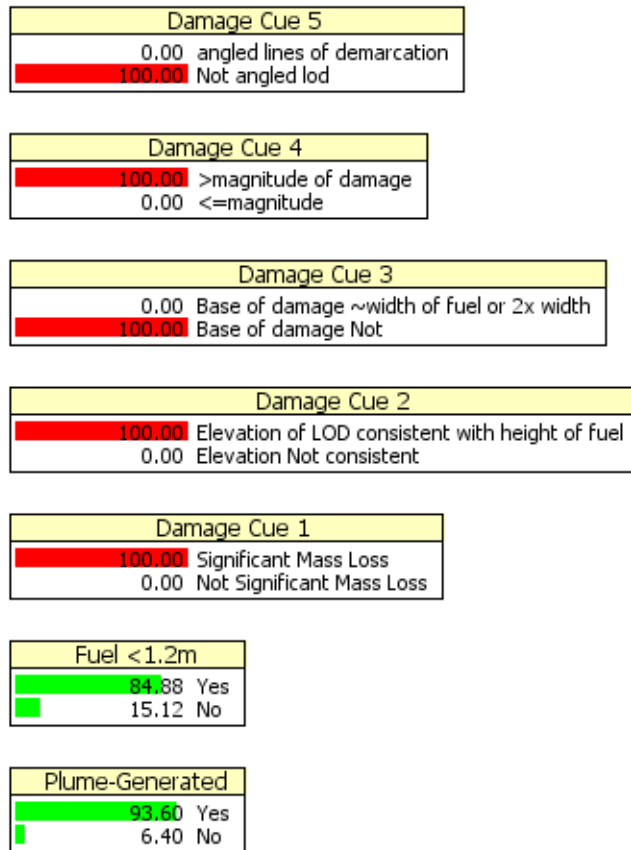 Damage Cue 5
0.00 angled lines of demarcation
100.00 Not angled lod
Damage Cue 4
100.00 >magnitude of damage
0.00 <=magnitude
Damage Cue 3
0.00 Base of damage ~width of fuel or 2x width
100.00 Base of damage Not
Damage Cue 2
100.00 Elevation of LOD consistent with height of fuel
0.00 Elevation Not consistent
Damage Cue 1
100.00 Significant Mass Loss
0.00 Not Significant Mass Loss
Fuel <1.2m
84.88 Yes
15.12 No
Plume-Generated
93.60 Yes
6.40 No